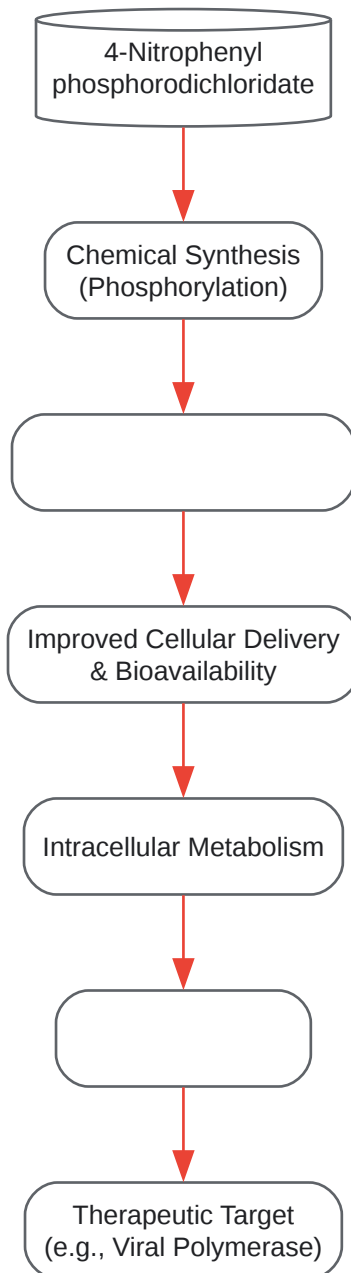 4-Nitrophenyl
phosphorodichloridate
Chemical Synthesis
(Phosphorylation)
Improved Cellular Delivery
& Bioavailability
Intracellular Metabolism
Therapeutic Target
(e.g., Viral Polymerase)